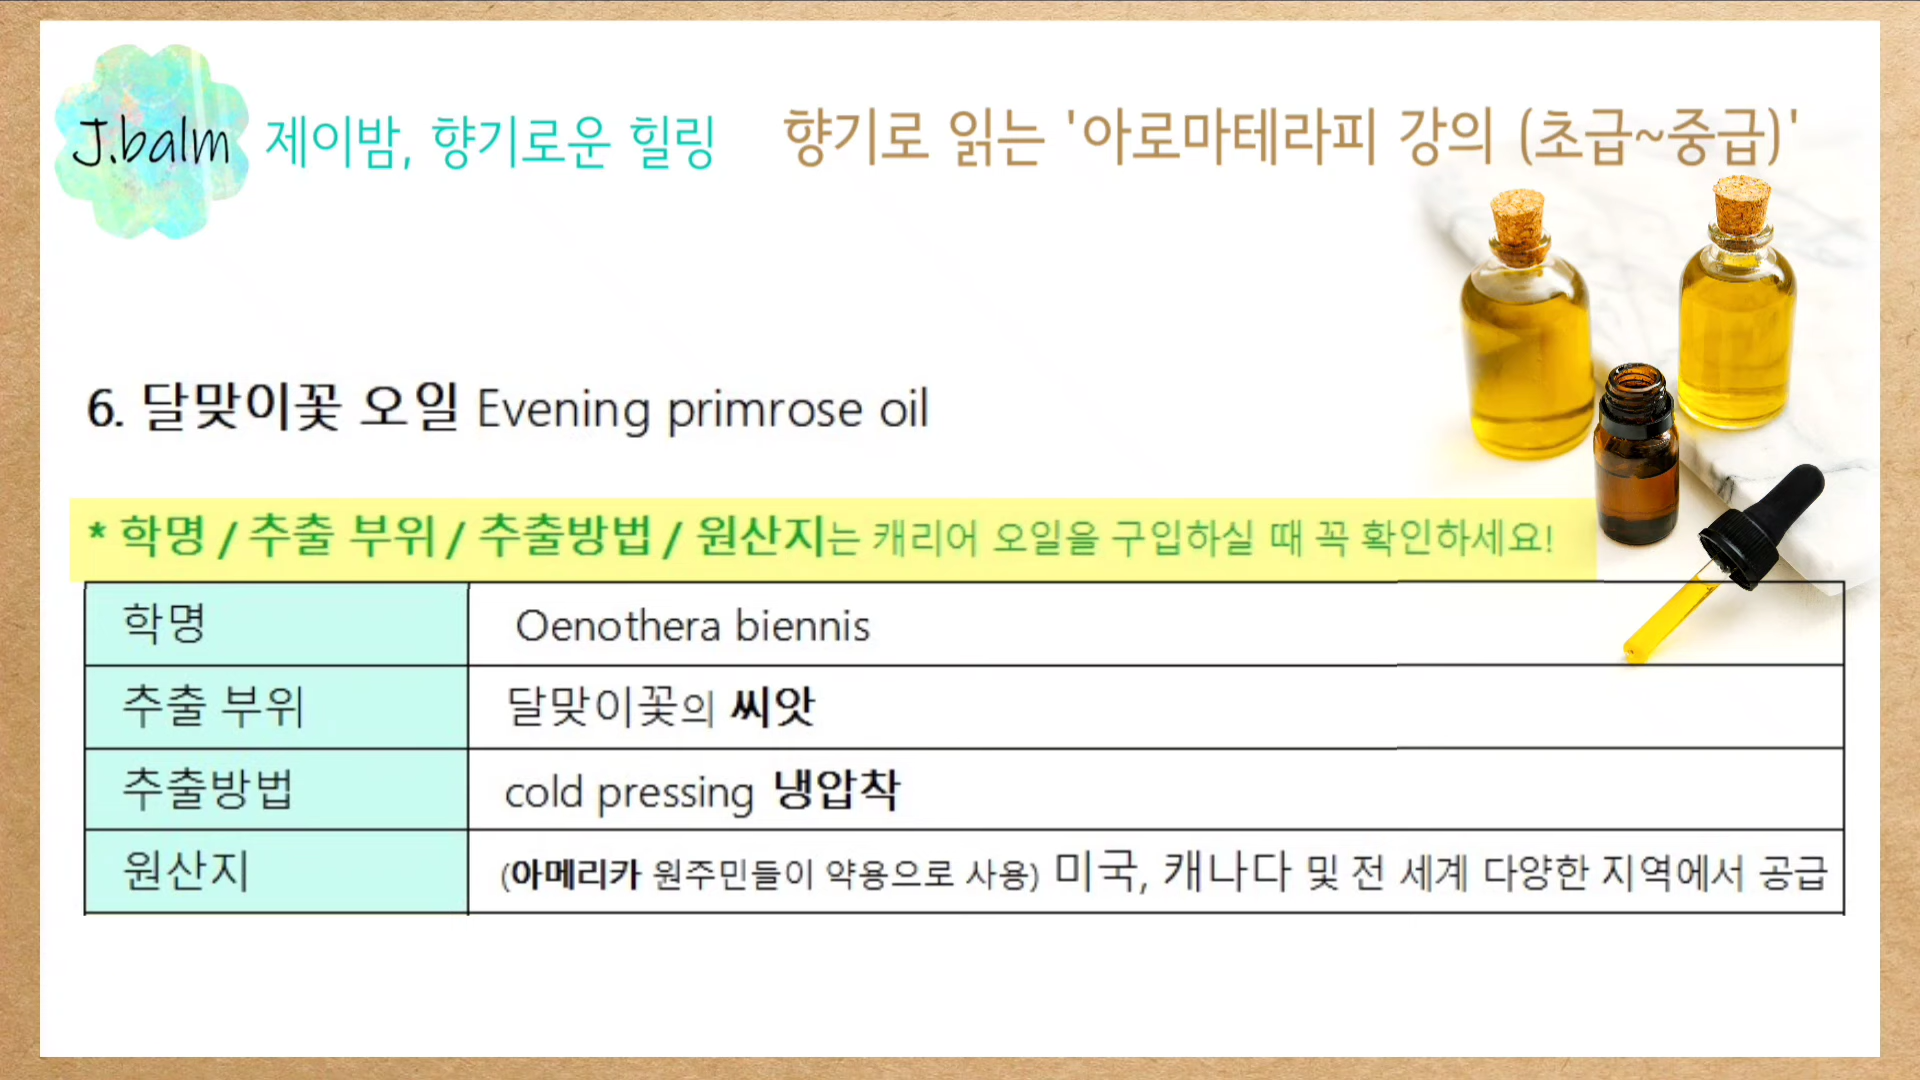 J.balm 제이밤, 향기로운 힐링 향기로 읽는 '아로마테라피 강의 (초급~중급)'
6. 달맞이꽃 오일 Evening primrose oil
* 학명 / 추출 부위 / 추출방법 / 원산지는 캐리어 오일을 구입하실 때 꼭 확인하세요!
학명 Oenothera biennis
추출 부위 달맞이꽃의 씨앗
추출방법 cold pressing 냉압착
원산지 (아메리카 원주민들이 약용으로 사용) 미국, 캐나다 및 전 세계 다양한 지역에서 공급